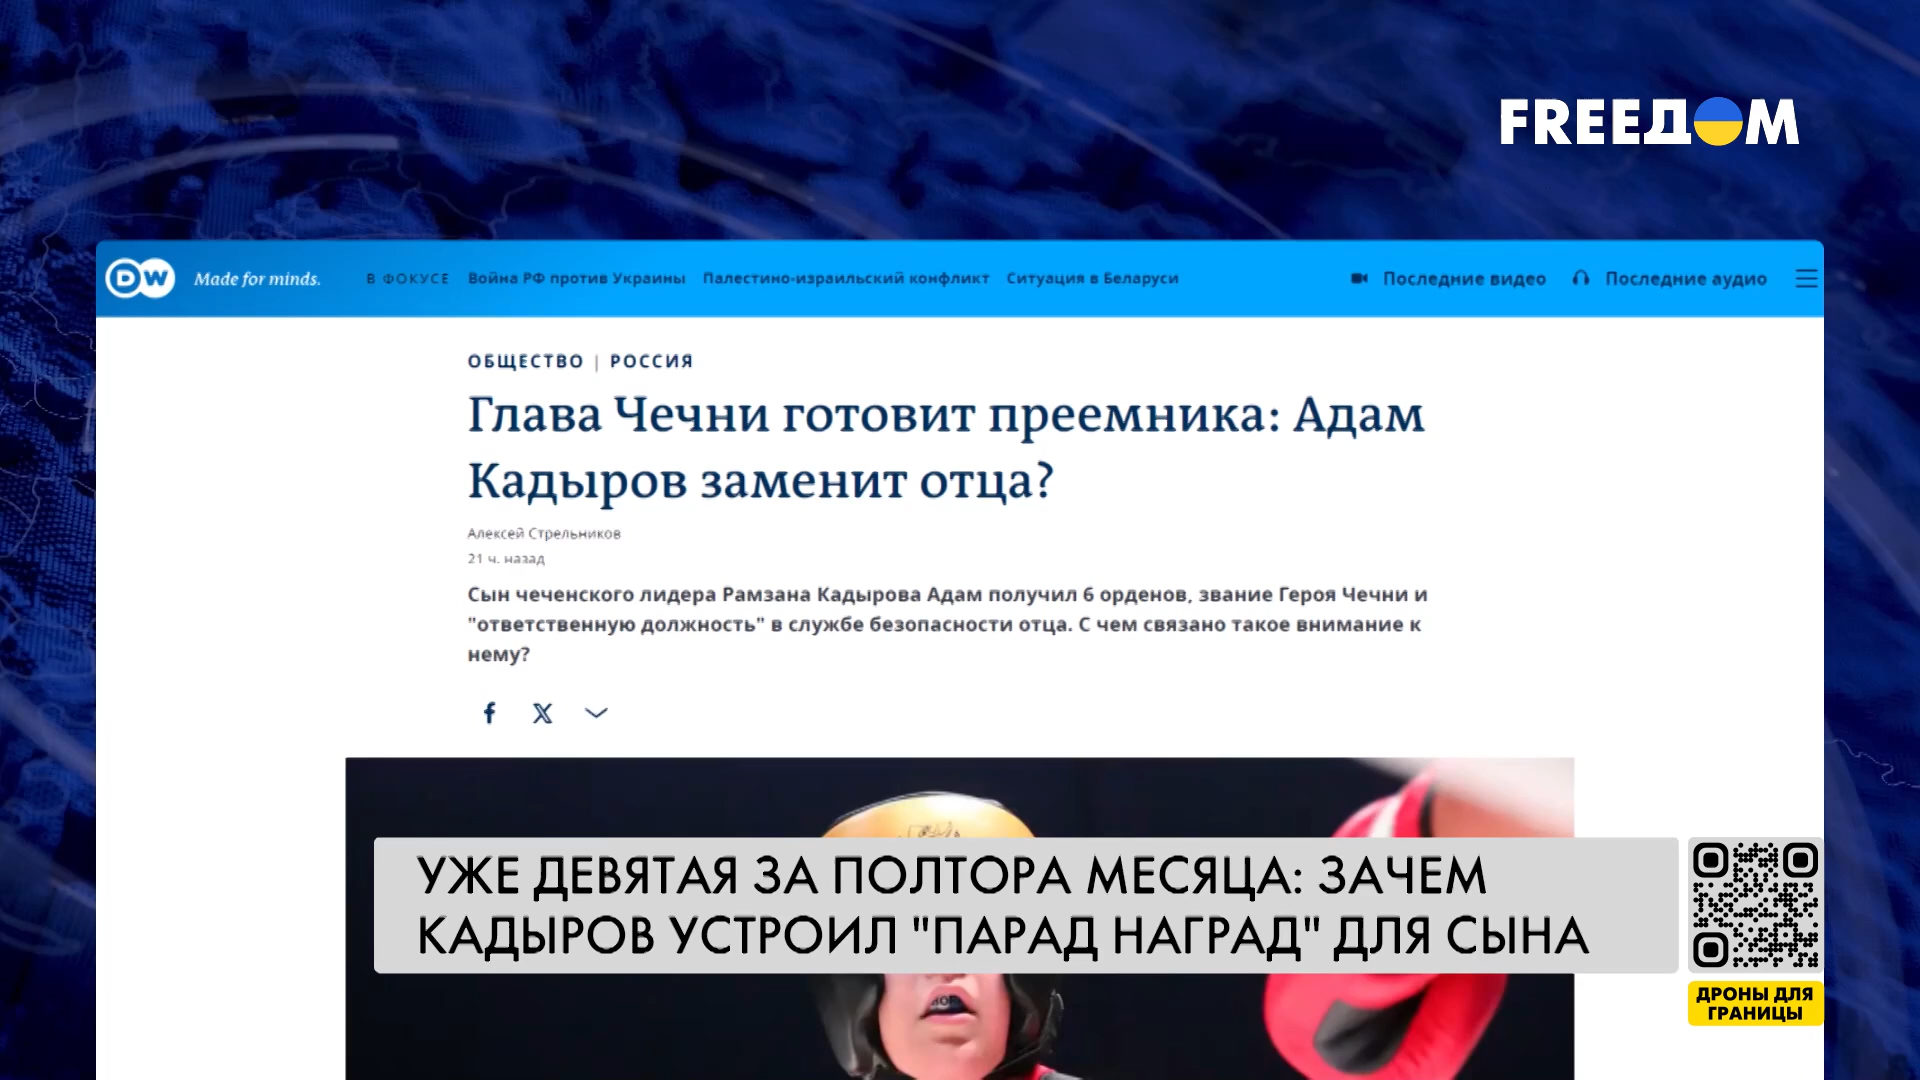 FREEДOM
DW Made for minds. В ФОКУСЕ Война РФ против Украины Палестино-израильский конфликт Ситуация в Беларуси Последние видео Последние аудио
ОБЩЕСТВО | РОССИЯ
Глава Чечни готовит преемника: Адам
Кадыров заменит отца?
Алексей Стрельников
21 ч. назад
Сын чеченского лидера Рамзана Кадырова Адам получил 6 орденов, звание Героя Чечни и
"ответственную должность" в службе безопасности отца. С чем связано такое внимание к
нему?
УЖЕ ДЕВЯТАЯ ЗА ПОЛТОРА МЕСЯЦА: ЗАЧЕМ
КАДЫРОВ УСТРОИЛ "ПАРАД НАГРАД" ДЛЯ СЫНА
ДРОНЫ ДЛЯ
ГРАНИЦЫ